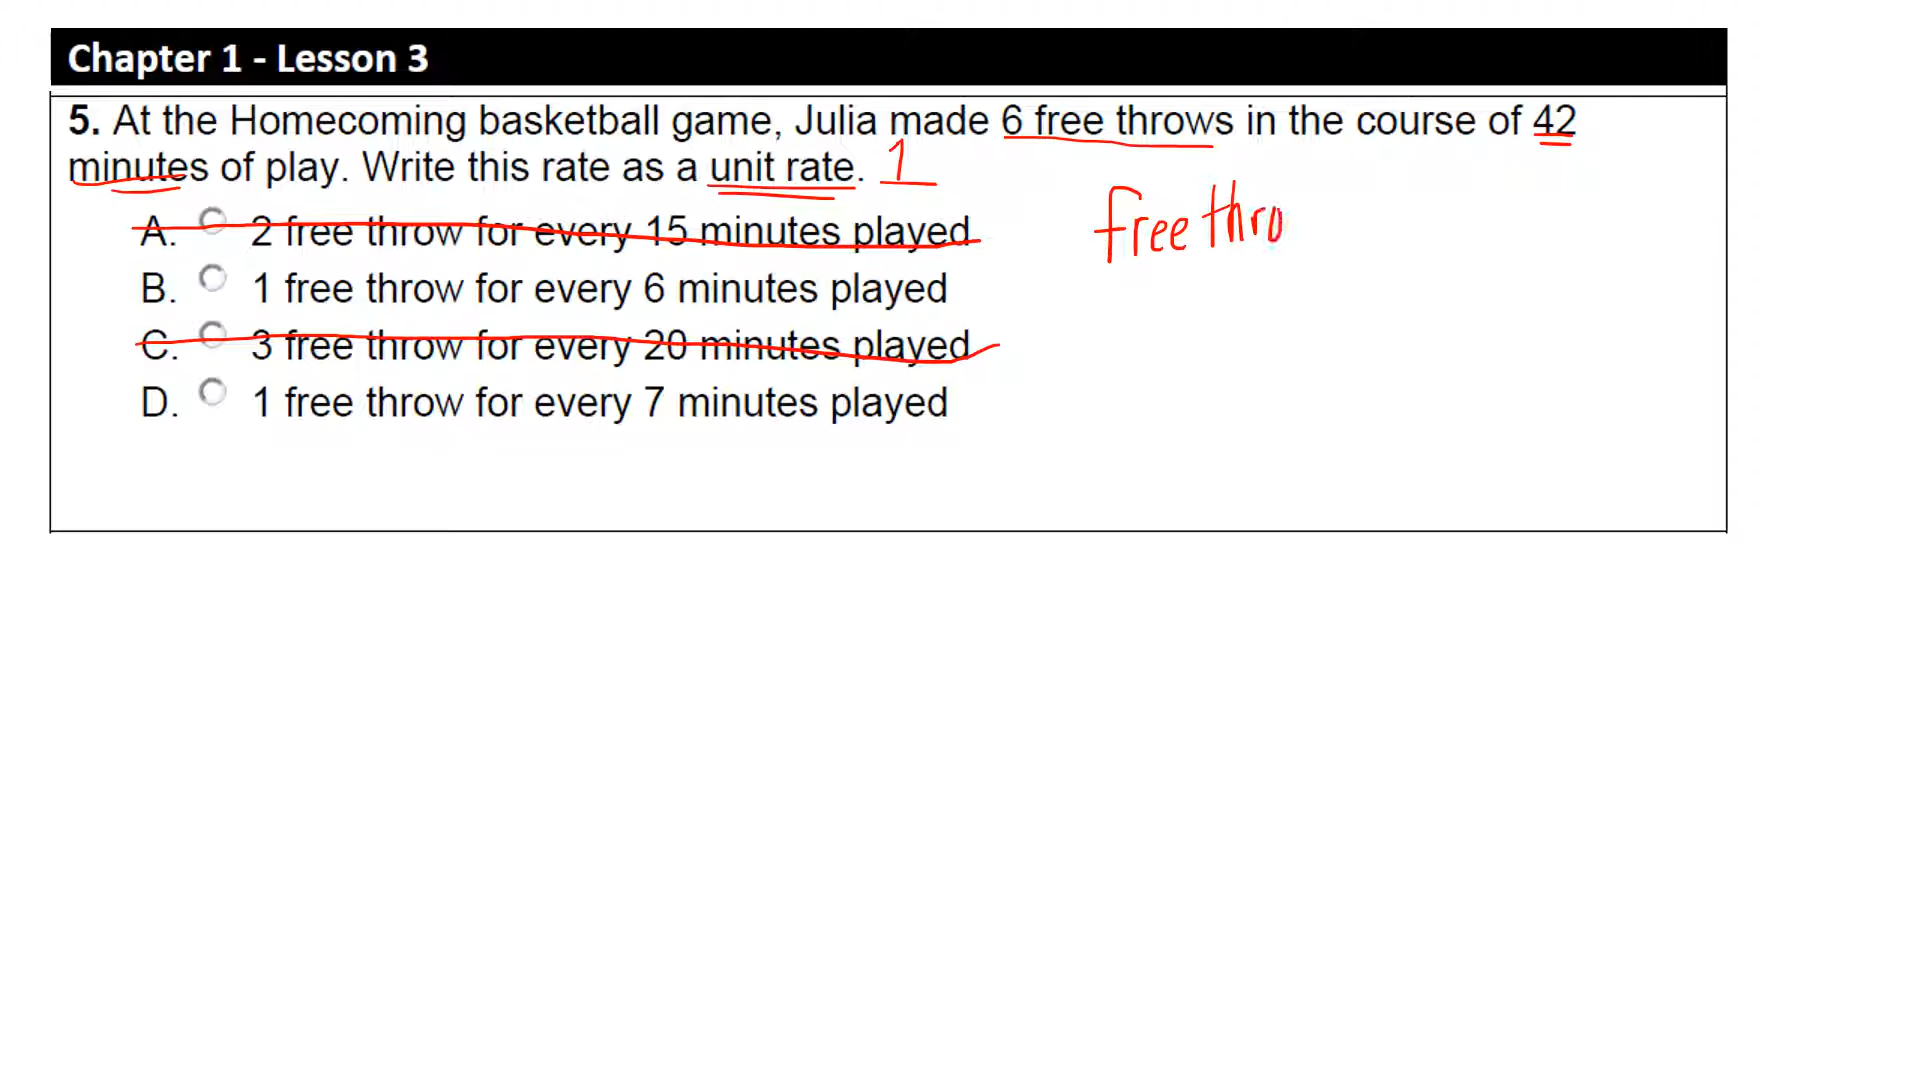 Chapter 1 - Lesson 3
5. At the Homecoming basketball game, Julia made 6 free throws in the course of 42
minutes of play. Write this rate as a unit rate. 1
A. 2 free throw for every 15 minutes played
free thro
B. 1 free throw for every 6 minutes played
C. 3 free throw for every 20 minutes played
D. 1 free throw for every 7 minutes played